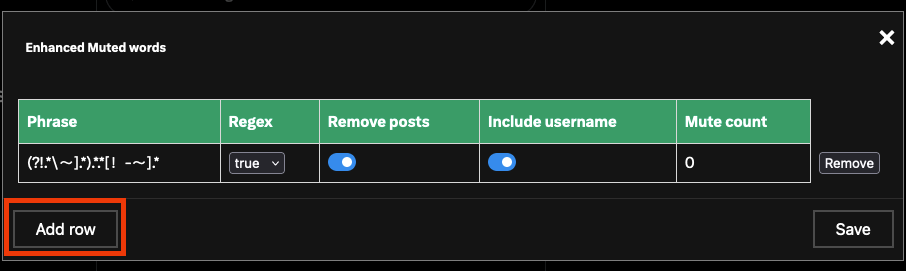 Enhanced Muted words
Phrase Regex Remove posts Include username Mute count
(?!.*\～].*).*.*[！-～].* true 0 Remove
Add row Save